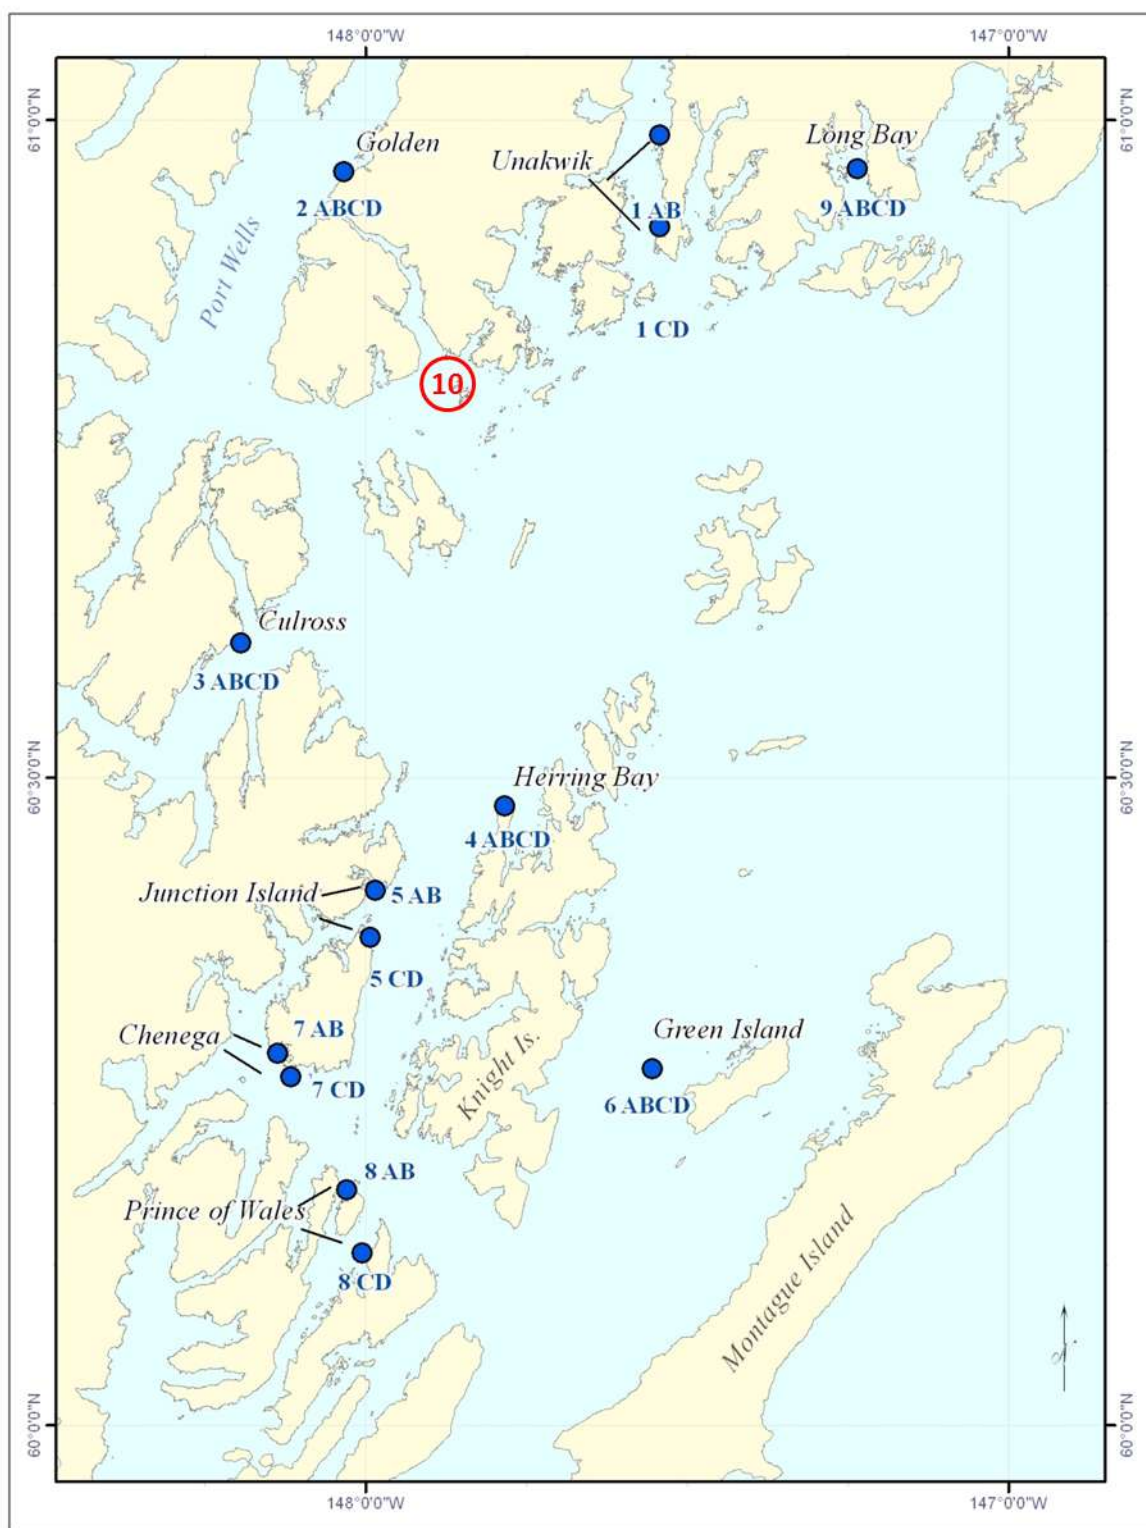 148°0'0"W
147°0'0"W
61°0'0"N
61°0'0"N
Golden
Unakwik
Long Bay
2 ABCD
1 AB
9 ABCD
Port Wells
1 CD
10
Culross
3 ABCD
60°30'0"N
60°30'0"N
Herring Bay
4 ABCD
Junction Island
5 AB
5 CD
7 AB
Green Island
Chenega
Knight Is.
7 CD
6 ABCD
8 AB
Prince of Wales
8 CD
Montague Island
60°0'0"N
60°0'0"N
148°0'0"W
147°0'0"W